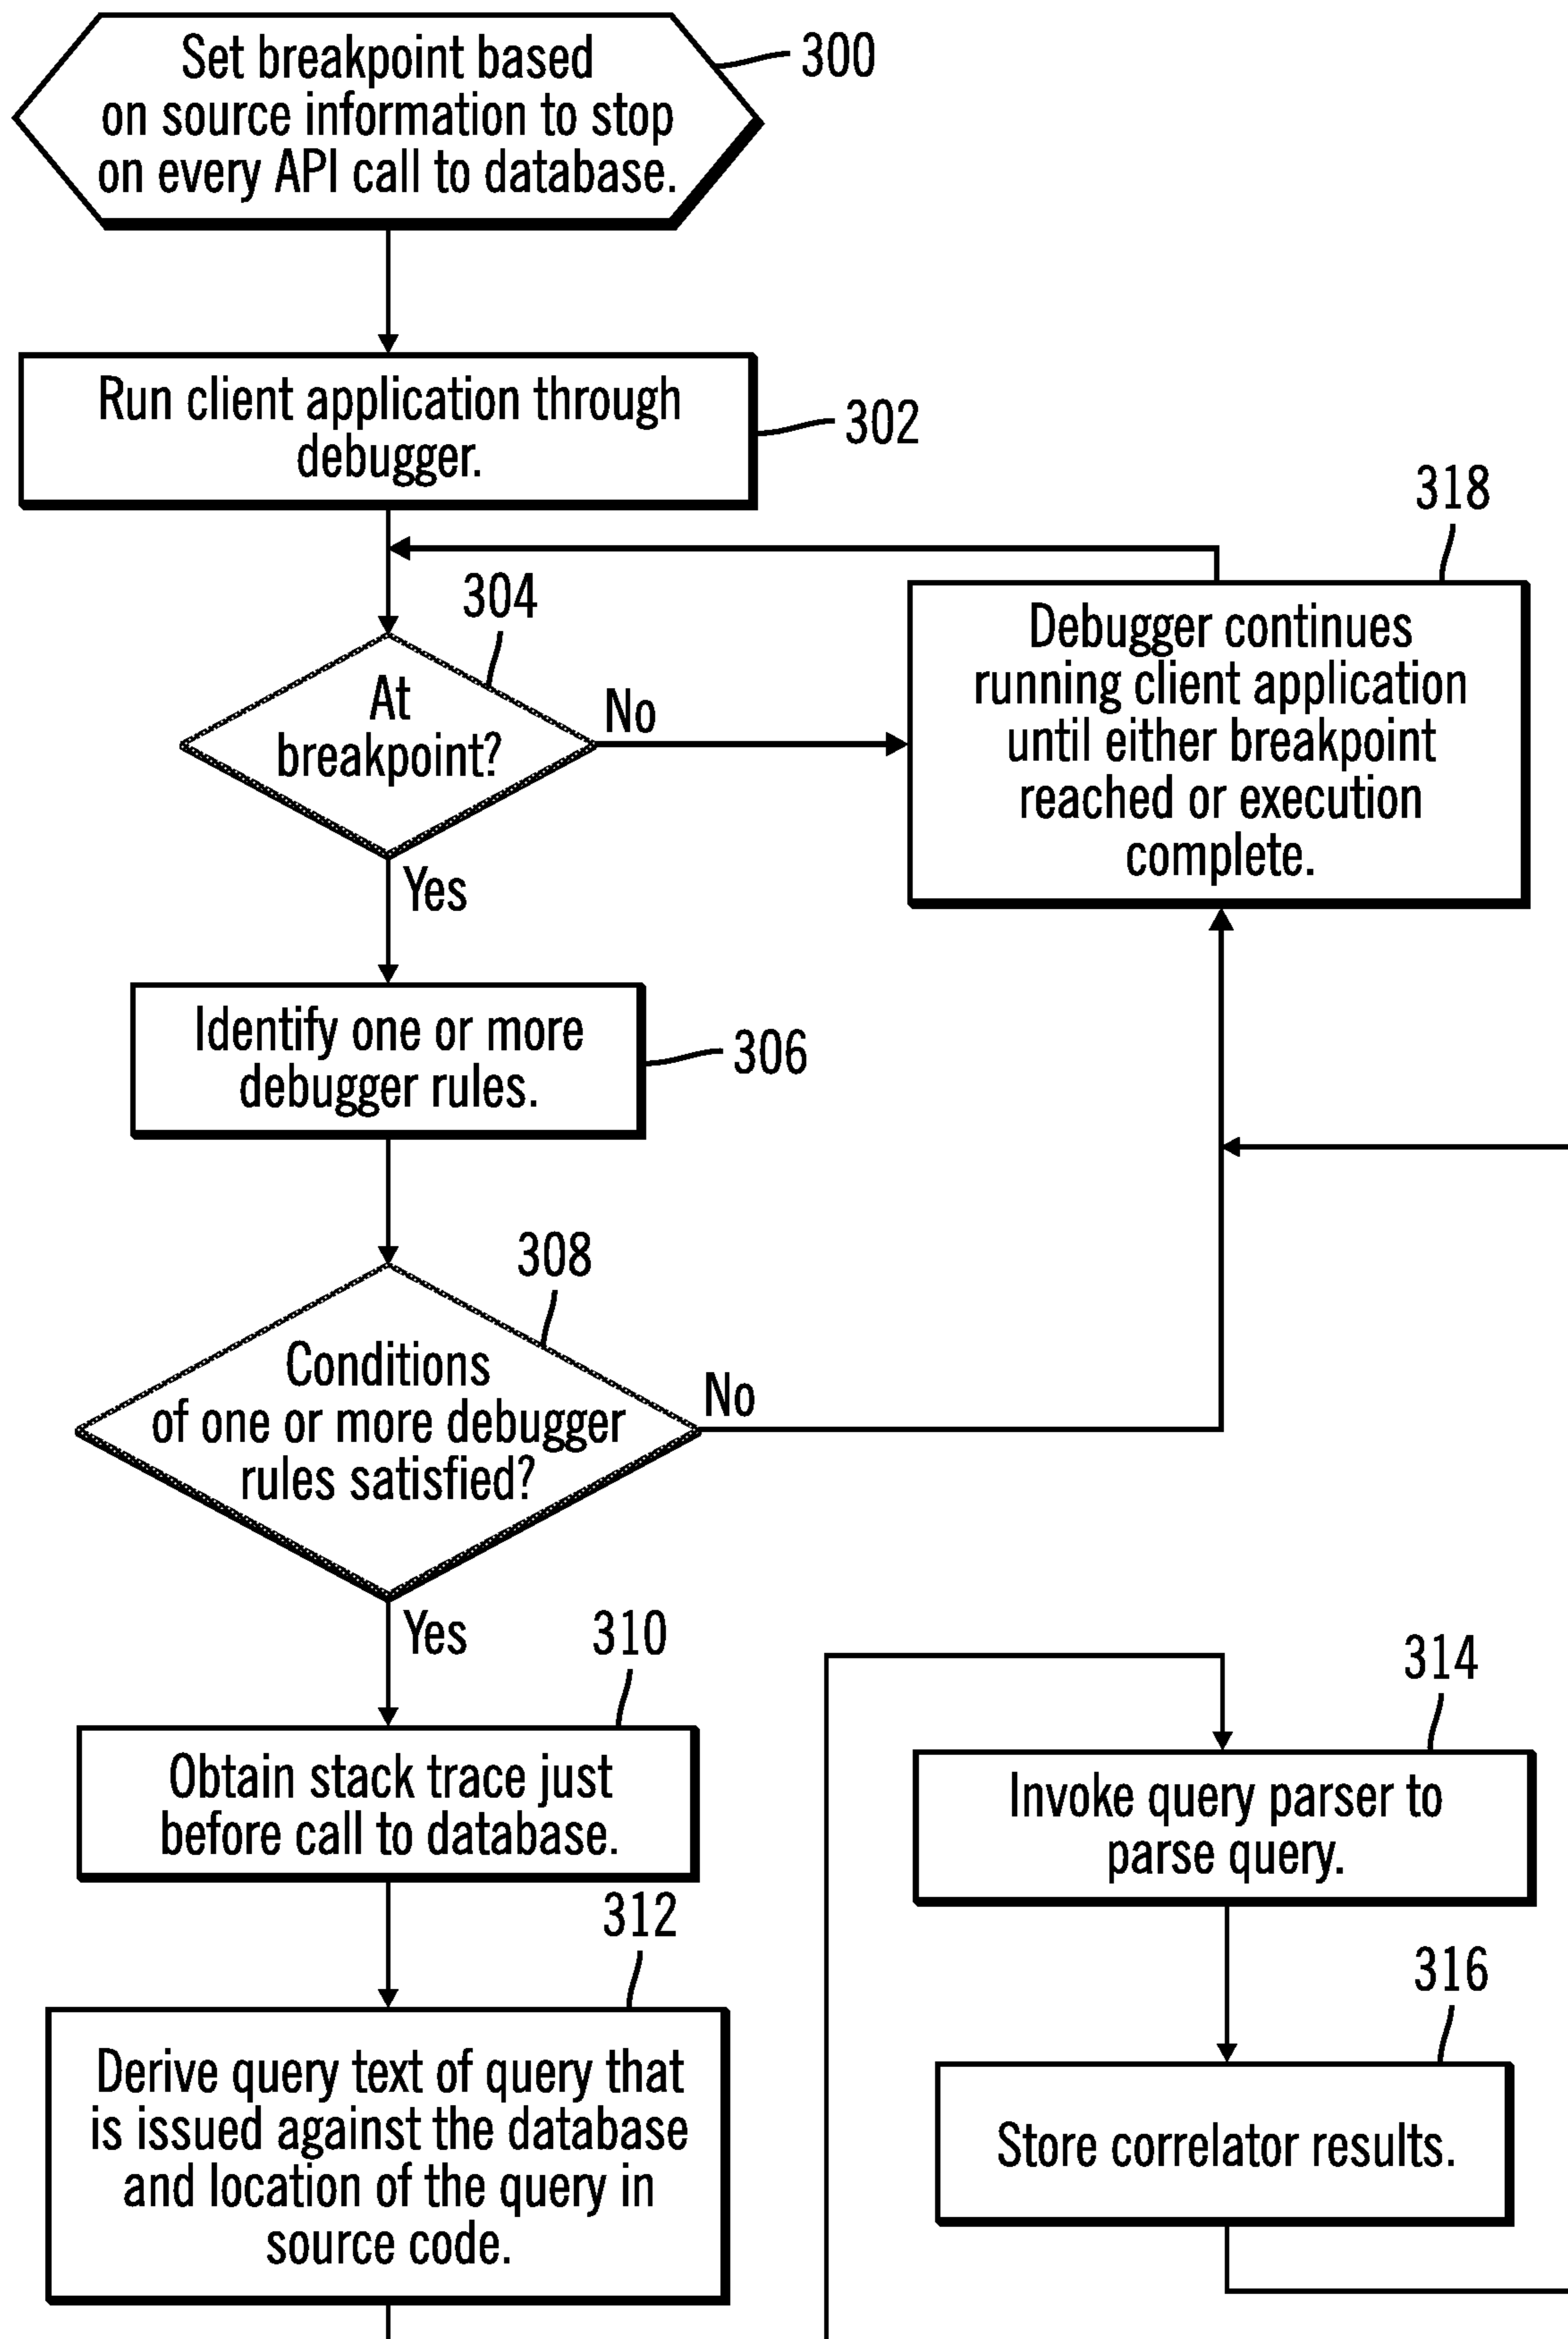 Set breakpoint based
on source information to stop
on every API call to database.
300
Run client application through
debugger.
302
304
At
breakpoint?
No
Yes
318
Debugger continues
running client application
until either breakpoint
reached or execution
complete.
Identify one or more
debugger rules.
306
308
Conditions
of one or more debugger
rules satisfied?
No
Yes
310
Obtain stack trace just
before call to database.
312
Derive query text of query that
is issued against the database
and location of the query in
source code.
314
Invoke query parser to
parse query.
316
Store correlator results.